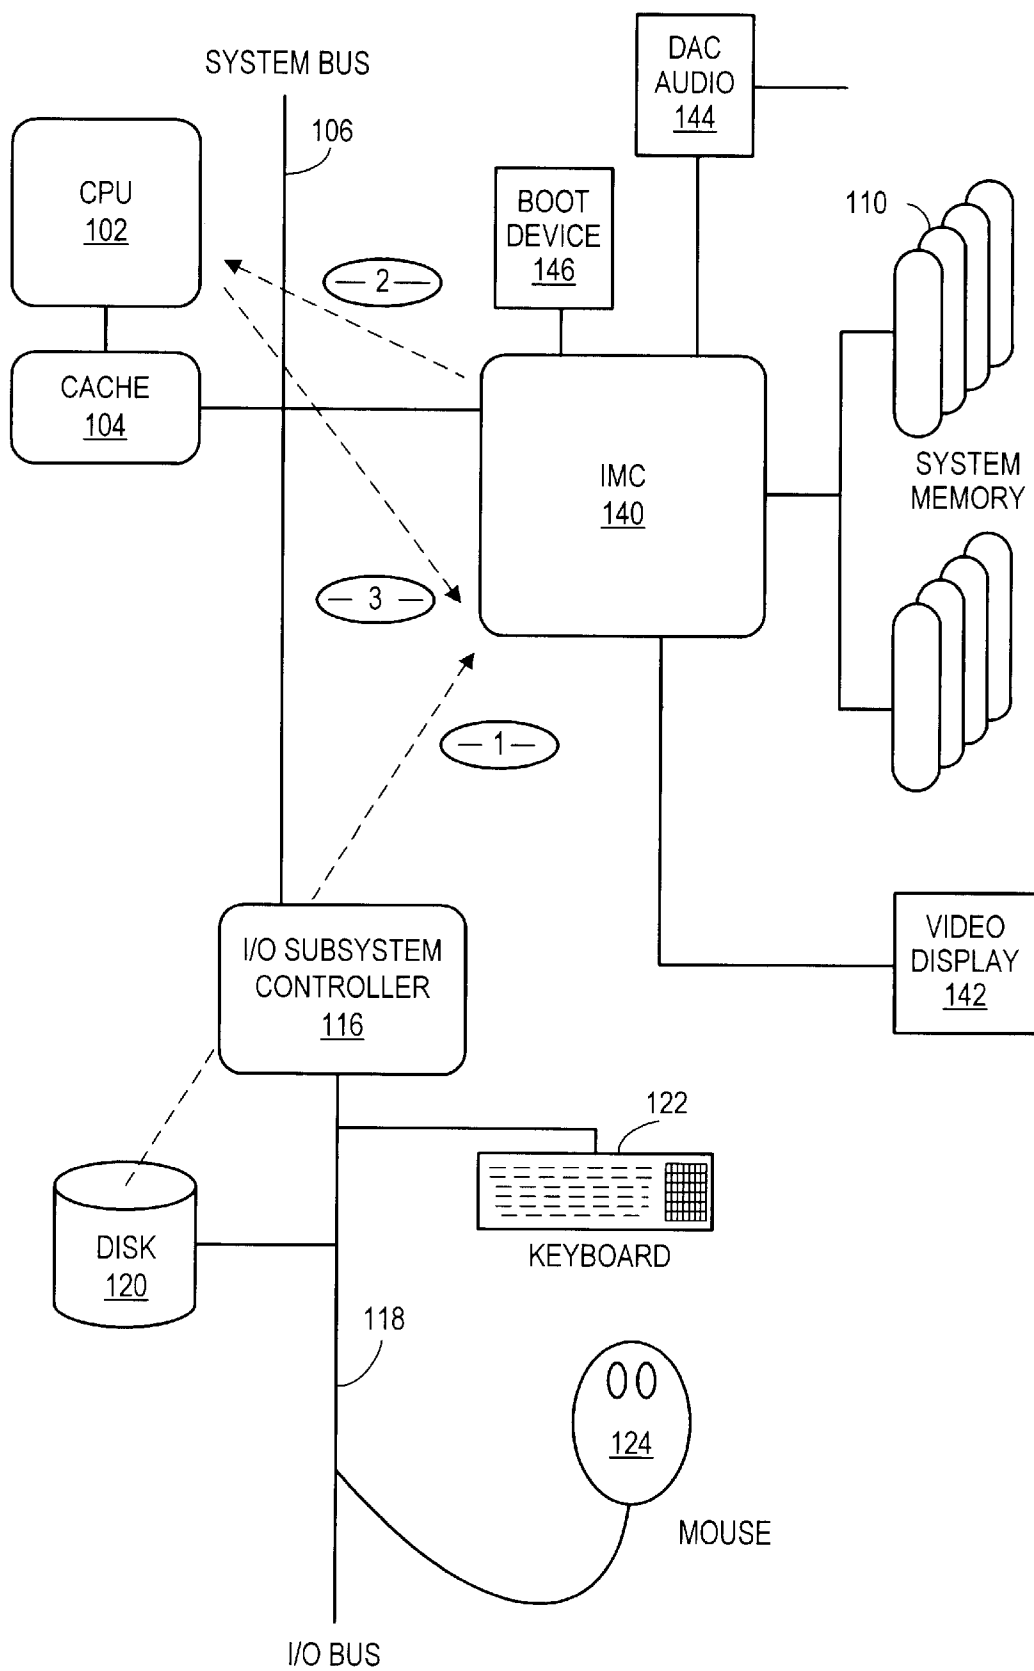 SYSTEM BUS
106
DAC
AUDIO
144
CPU
102
BOOT
DEVICE
146
110
— 2 —
CACHE
104
IMC
140
SYSTEM
MEMORY
— 3 —
— 1 —
I/O SUBSYSTEM
CONTROLLER
116
VIDEO
DISPLAY
142
122
KEYBOARD
DISK
120
118
124
MOUSE
I/O BUS